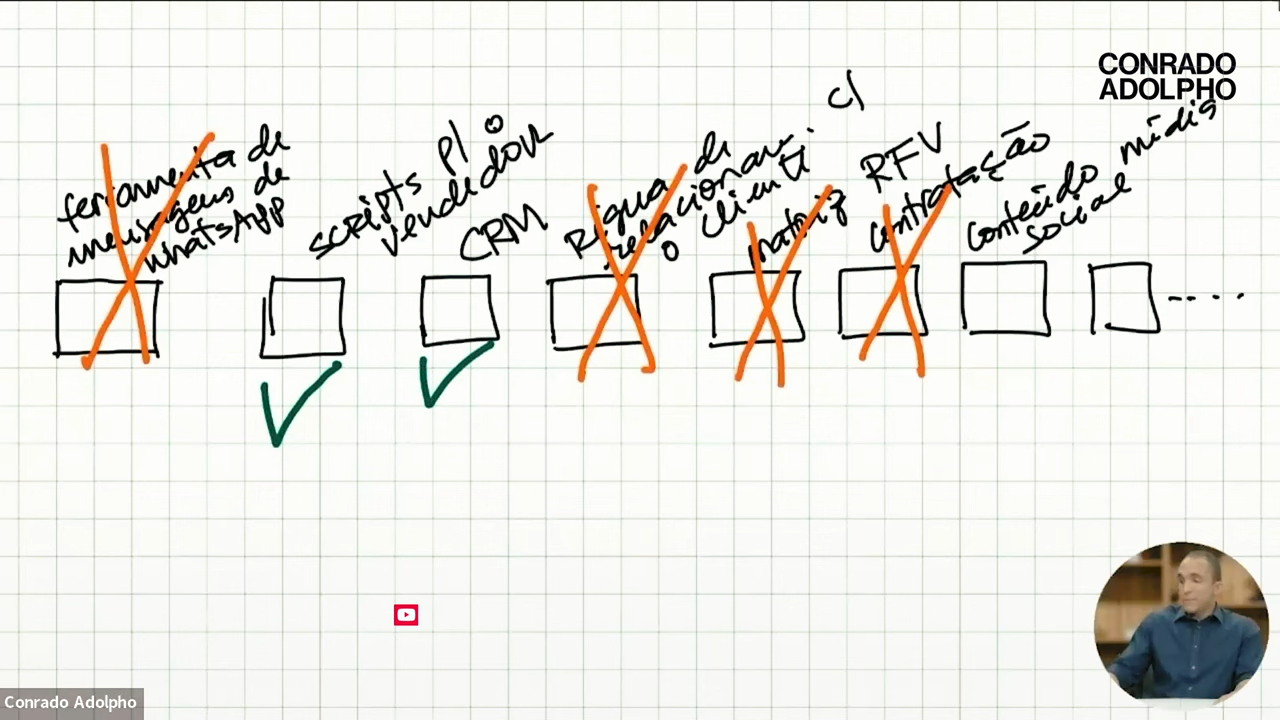 CONRADO
ADOLPHO
ferramenta de
mensagens de
whatsApp
scripts p/ o
vendedor
CRM
Régua de
relacionam. c/
o cliente
matriz RFV
contratação
conteúdo mídia
social
Conrado Adolpho